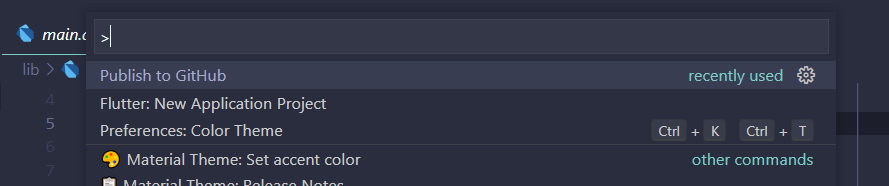 main.d
>
lib >
Publish to GitHub recently used
4 Flutter: New Application Project
5 Preferences: Color Theme Ctrl + K Ctrl + T
6 Material Theme: Set accent color other commands
7 Material Theme: Release Notes